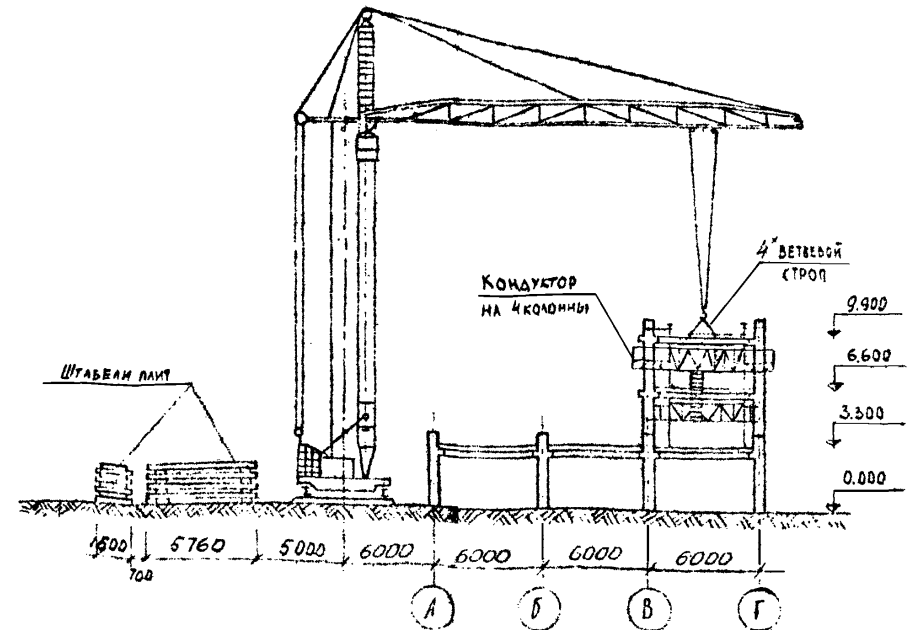 4х ВЕТВЕВОЙ
СТРОП
КОНДУКТОР
НА 4 КОЛОННЫ
9.900
6.600
3.300
0.000
ШТАБЕЛИ ПЛИТ
1500
700
5760
5000
6000
6000
6000
6000
А
Б
В
Г